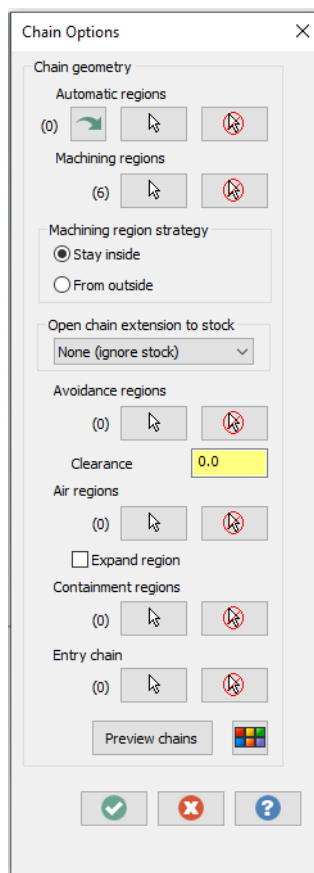 Chain Options
Chain geometry
Automatic regions
(0)
Machining regions
(6)
Machining region strategy
Stay inside
From outside
Open chain extension to stock
None (ignore stock)
Avoidance regions
(0)
Clearance 0.0
Air regions
(0)
Expand region
Containment regions
(0)
Entry chain
(0)
Preview chains
?